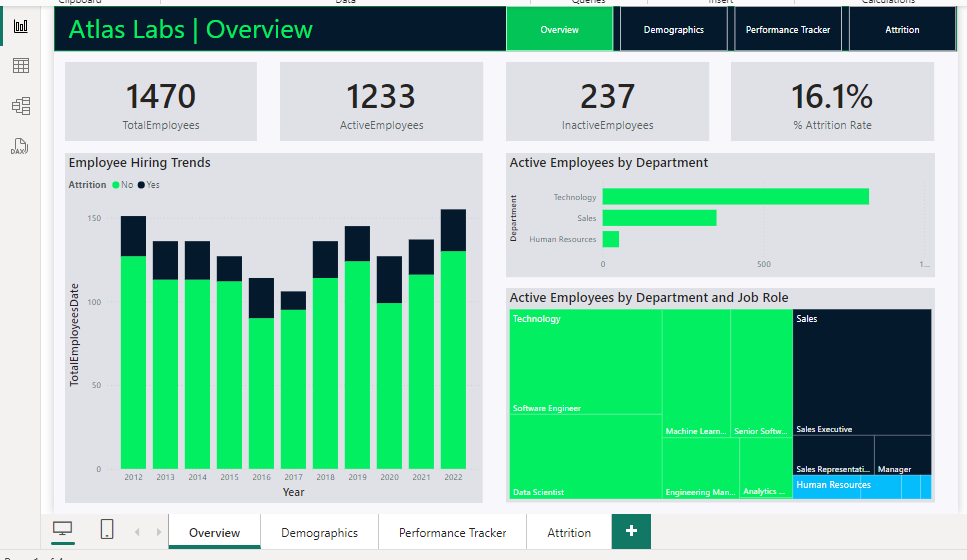 Clipboard
Data
Queries
Insert
Calculations
Atlas Labs | Overview
Overview
Demographics
Performance Tracker
Attrition
1470
TotalEmployees
1233
ActiveEmployees
237
InactiveEmployees
16.1%
% Attrition Rate
DAX
Employee Hiring Trends
Attrition No Yes
TotalEmployeesDate
150
100
50
0
2012 2013 2014 2015 2016 2017 2018 2019 2020 2021 2022
Year
Active Employees by Department
Department
Technology
Sales
Human Resources
0 500 1...
Active Employees by Department and Job Role
Technology
Software Engineer
Data Scientist
Machine Learn...
Senior Softw...
Engineering Man...
Analytics ...
Sales
Sales Executive
Sales Representati...
Manager
Human Resources
Overview
Demographics
Performance Tracker
Attrition
+